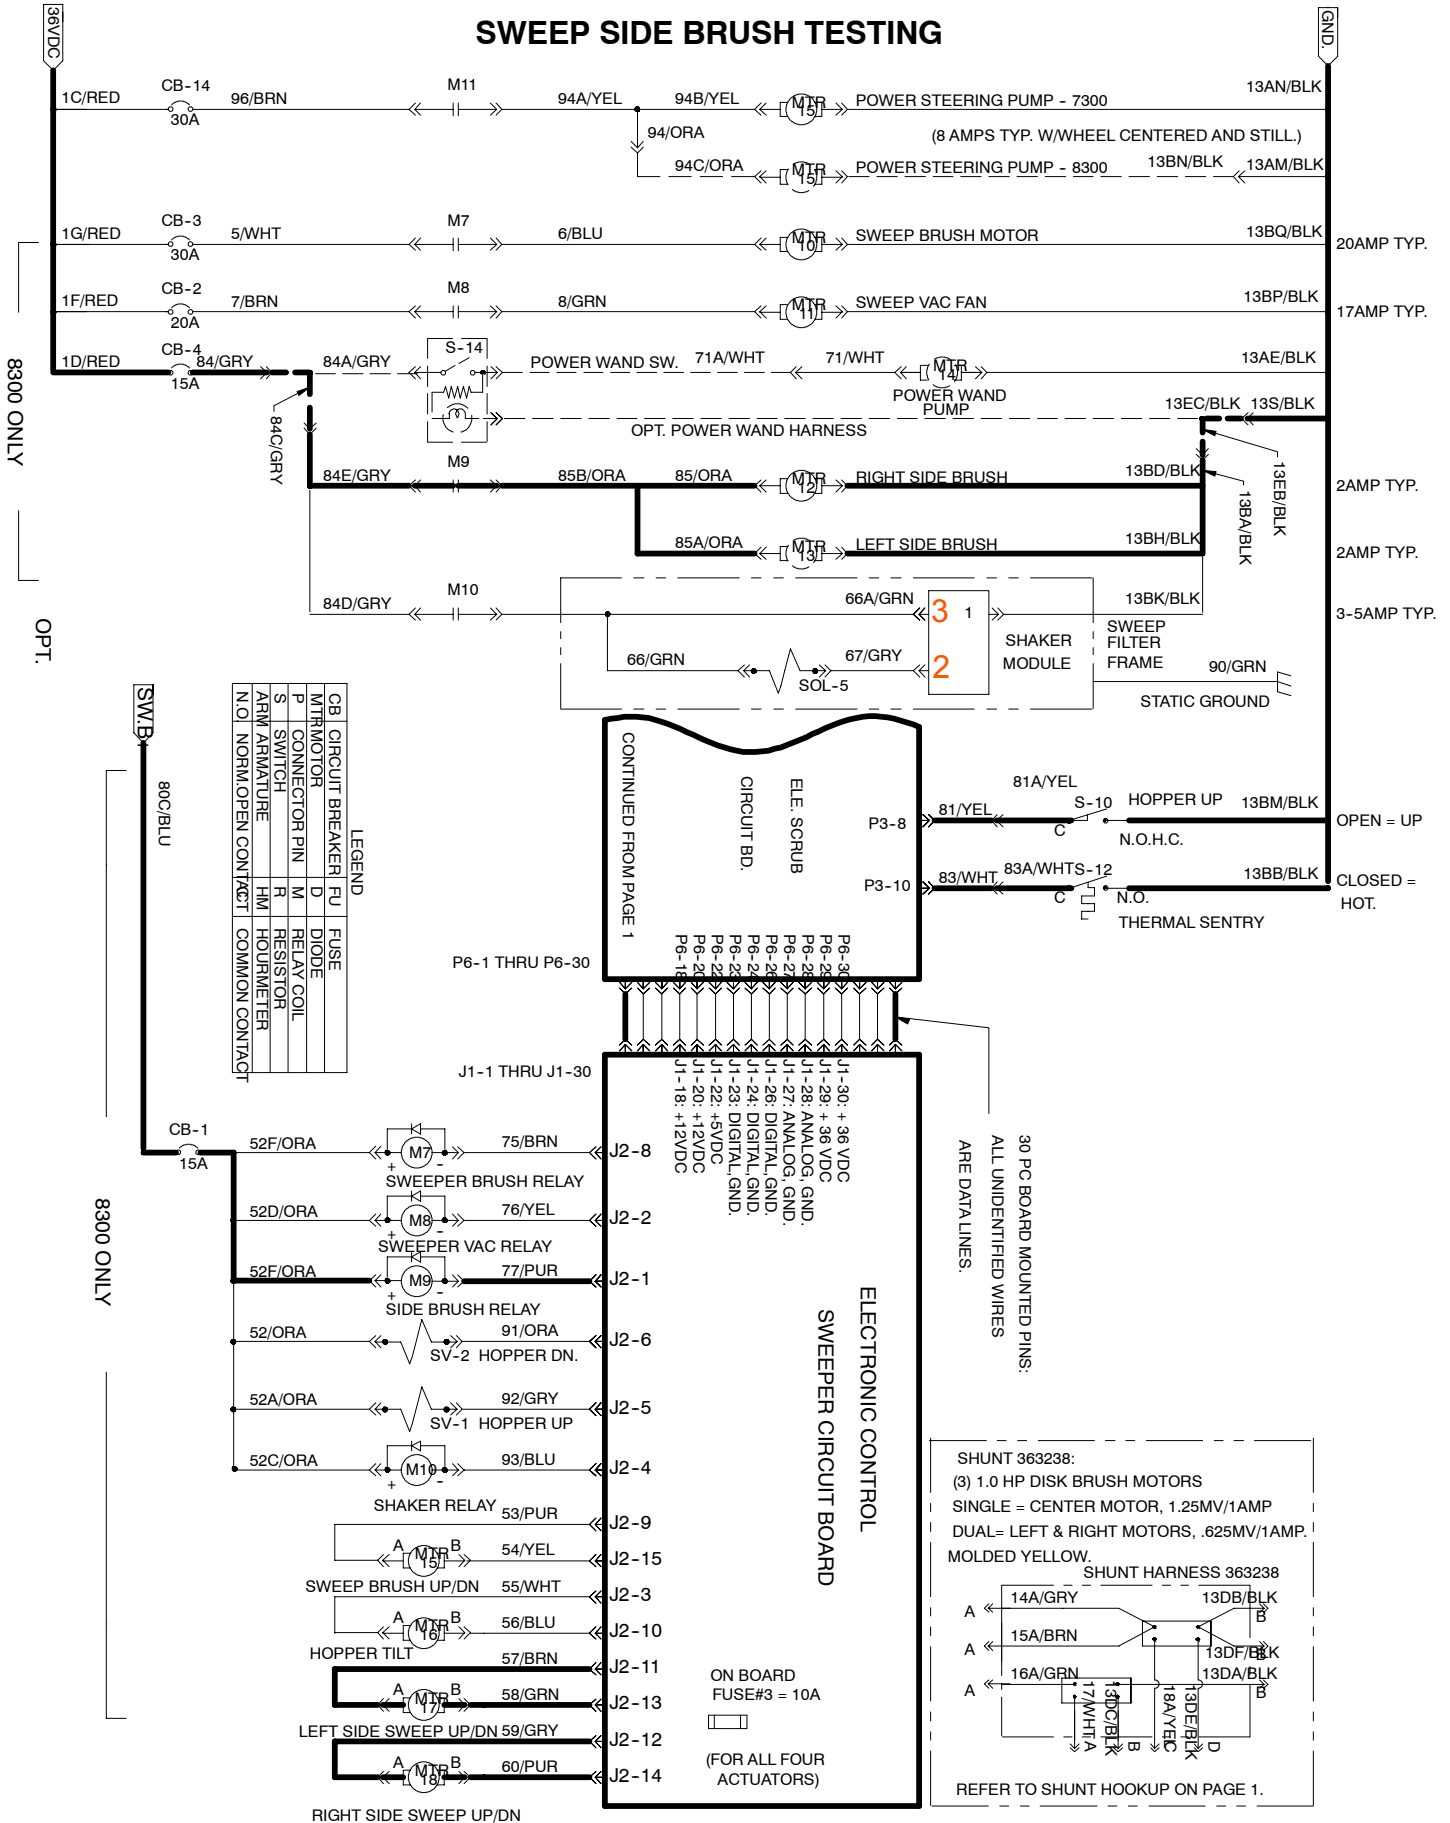 SWEEP SIDE BRUSH TESTING
36VDC
GND.
1C/RED
CB-14
30A
96/BRN
M11
94A/YEL
94B/YEL
MTR
15
POWER STEERING PUMP - 7300
13AN/BLK
(8 AMPS TYP. W/WHEEL CENTERED AND STILL.)
94/ORA
94C/ORA
MTR
15
POWER STEERING PUMP - 8300
13BN/BLK
13AM/BLK
1G/RED
CB-3
30A
5/WHT
M7
6/BLU
MTR
10
SWEEP BRUSH MOTOR
13BQ/BLK
20AMP TYP.
1F/RED
CB-2
20A
7/BRN
M8
8/GRN
MTR
11
SWEEP VAC FAN
13BP/BLK
17AMP TYP.
1D/RED
CB-4
15A
84/GRY
84A/GRY
S-14
POWER WAND SW.
71A/WHT
71/WHT
MTR
14
POWER WAND
PUMP
13AE/BLK
OPT. POWER WAND HARNESS
13EC/BLK
13S/BLK
84C/GRY
84E/GRY
M9
85B/ORA
85/ORA
MTR
12
RIGHT SIDE BRUSH
13BD/BLK
13BA/BLK
13EB/BLK
2AMP TYP.
85A/ORA
MTR
13
LEFT SIDE BRUSH
13BH/BLK
2AMP TYP.
84D/GRY
M10
66A/GRN
3
1
13BK/BLK
3-5AMP TYP.
66/GRN
SOL-5
67/GRY
2
SHAKER
MODULE
SWEEP
FILTER
FRAME
90/GRN
STATIC GROUND
8300 ONLY
OPT.
SW.B+
80C/BLU
LEGEND
CB CIRCUIT BREAKER FU FUSE
MTR MOTOR D DIODE
P CONNECTOR PIN M RELAY COIL
S SWITCH R RESISTOR
ARM ARMATURE HM HOURMETER
N.O. NORM.OPEN CONTACT C COMMON CONTACT
CONTINUED FROM PAGE 1
CIRCUIT BD.
ELE. SCRUB
P3-8
81/YEL
81A/YEL
S-10
HOPPER UP
13BM/BLK
OPEN = UP
C
N.O.H.C.
P3-10
83/WHT
83A/WHT
S-12
13BB/BLK
CLOSED =
HOT.
C
N.O.
THERMAL SENTRY
P6-1 THRU P6-30
P6-18
P6-20
P6-22
P6-23
P6-24
P6-26
P6-27
P6-28
P6-29
P6-30
J1-1 THRU J1-30
J1-18: +12VDC
J1-20: +12VDC
J1-22: +5VDC
J1-23: DIGITAL,GND.
J1-24: DIGITAL,GND.
J1-26: DIGITAL,GND.
J1-27: ANALOG, GND.
J1-28: ANALOG, GND.
J1-29: + 36 VDC
J1-30: + 36 VDC
30 PC BOARD MOUNTED PINS:
ALL UNIDENTIFIED WIRES
ARE DATA LINES.
8300 ONLY
CB-1
15A
52F/ORA
M7
+ -
75/BRN
J2-8
SWEEPER BRUSH RELAY
52D/ORA
M8
+ -
76/YEL
J2-2
SWEEPER VAC RELAY
52F/ORA
M9
+ -
77/PUR
J2-1
SIDE BRUSH RELAY
52/ORA
91/ORA
J2-6
SV-2 HOPPER DN.
52A/ORA
92/GRY
J2-5
SV-1 HOPPER UP
52C/ORA
M10
+ -
93/BLU
J2-4
SHAKER RELAY
53/PUR
J2-9
A
MTR
15
B
54/YEL
J2-15
SWEEP BRUSH UP/DN
55/WHT
J2-3
A
MTR
16
B
56/BLU
J2-10
HOPPER TILT
57/BRN
J2-11
A
MTR
17
B
58/GRN
J2-13
LEFT SIDE SWEEP UP/DN
59/GRY
J2-12
A
MTR
18
B
60/PUR
J2-14
RIGHT SIDE SWEEP UP/DN
ELECTRONIC CONTROL
SWEEPER CIRCUIT BOARD
ON BOARD
FUSE#3 = 10A
(FOR ALL FOUR
ACTUATORS)
SHUNT 363238:
(3) 1.0 HP DISK BRUSH MOTORS
SINGLE = CENTER MOTOR, 1.25MV/1AMP
DUAL= LEFT & RIGHT MOTORS, .625MV/1AMP.
MOLDED YELLOW.
SHUNT HARNESS 363238
A
14A/GRY
13DB/BLK
B
A
15A/BRN
13DF/BLK
B
A
16A/GRN
13DA/BLK
B
17/WHT A
13DC/BLK B
18A/YEL C
13DE/BLK D
REFER TO SHUNT HOOKUP ON PAGE 1.